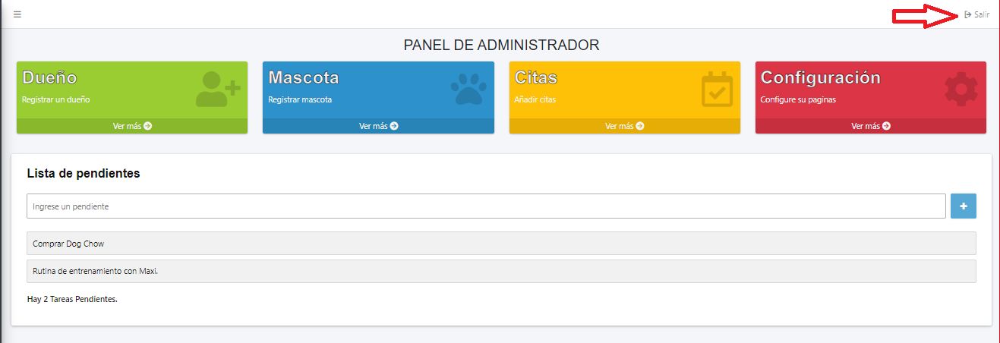 Salir
PANEL DE ADMINISTRADOR
Dueño
Registrar un dueño
Ver más
Mascota
Registrar mascota
Ver más
Citas
Añadir citas
Ver más
Configuración
Configure su paginas
Ver más
Lista de pendientes
Ingrese un pendiente
Comprar Dog Chow
Rutina de entrenamiento con Maxi.
Hay 2 Tareas Pendientes.